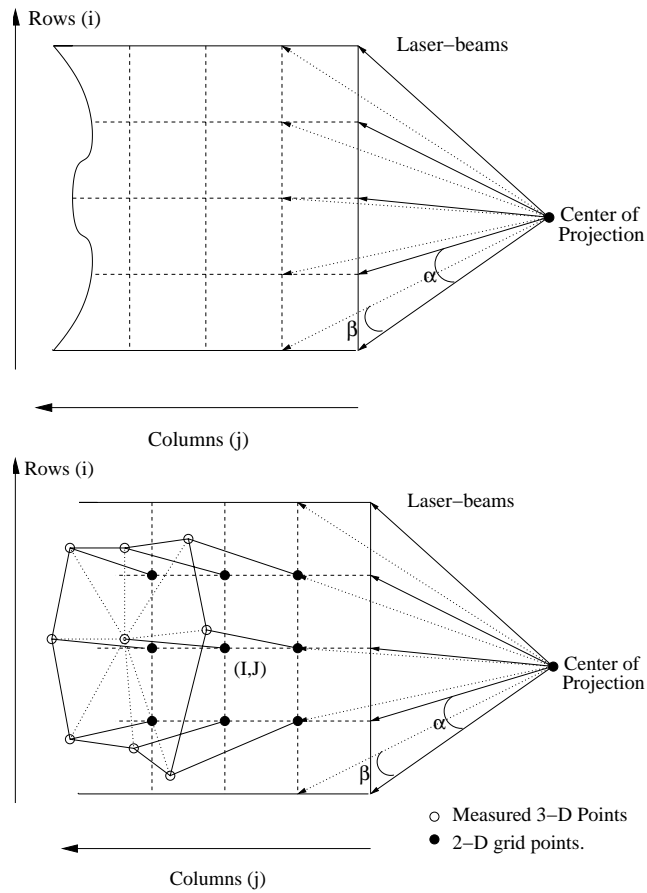 Rows (i)
Laser–beams
Center of
Projection
α
β
Columns (j)
Rows (i)
Laser–beams
(I,J)
Center of
Projection
α
β
Measured 3–D Points
2–D grid points.
Columns (j)